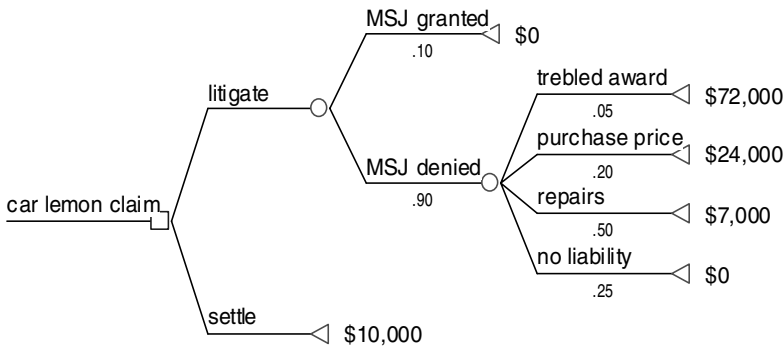 MSJ granted
.10
$0
litigate
trebled award
.05
$72,000
purchase price
.20
$24,000
MSJ denied
.90
repairs
.50
$7,000
car lemon claim
no liability
.25
$0
settle
$10,000